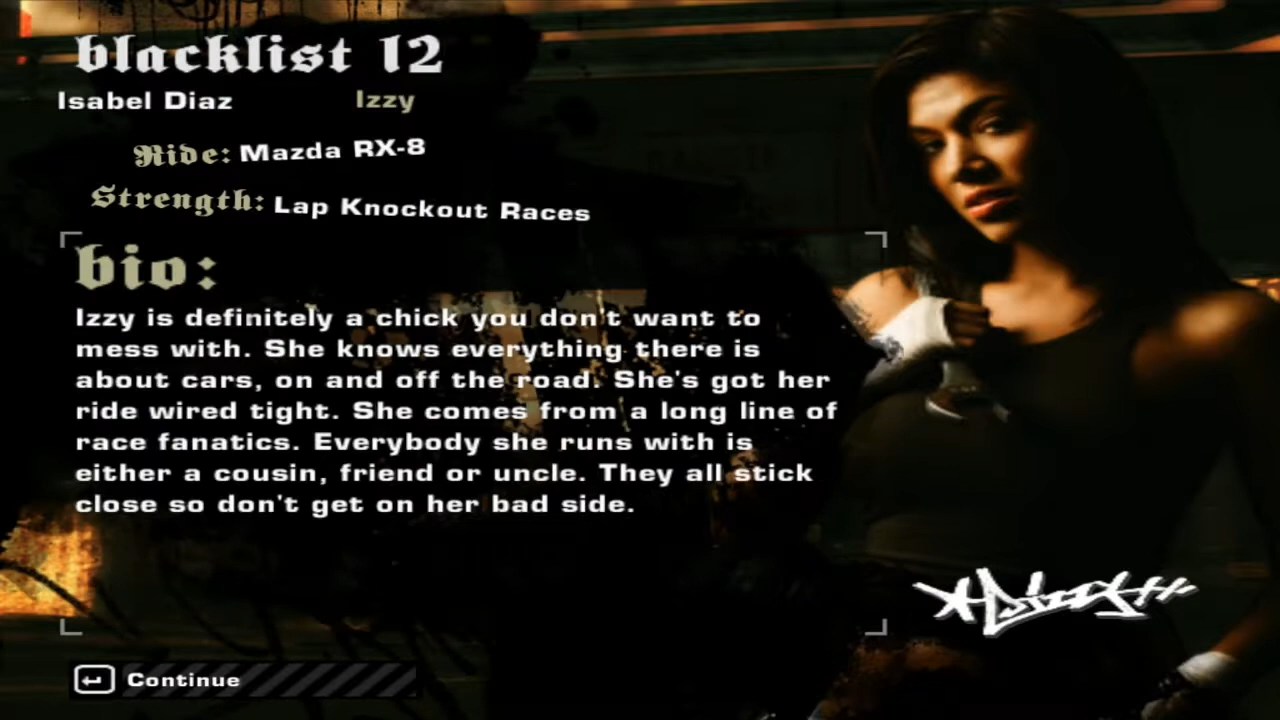 blacklist 12
Isabel Diaz Izzy
Ride: Mazda RX-8
Strength: Lap Knockout Races
bio:
Izzy is definitely a chick you don't want to
mess with. She knows everything there is
about cars, on and off the road. She's got her
ride wired tight. She comes from a long line of
race fanatics. Everybody she runs with is
either a cousin, friend or uncle. They all stick
close so don't get on her bad side.
Izzy
Continue